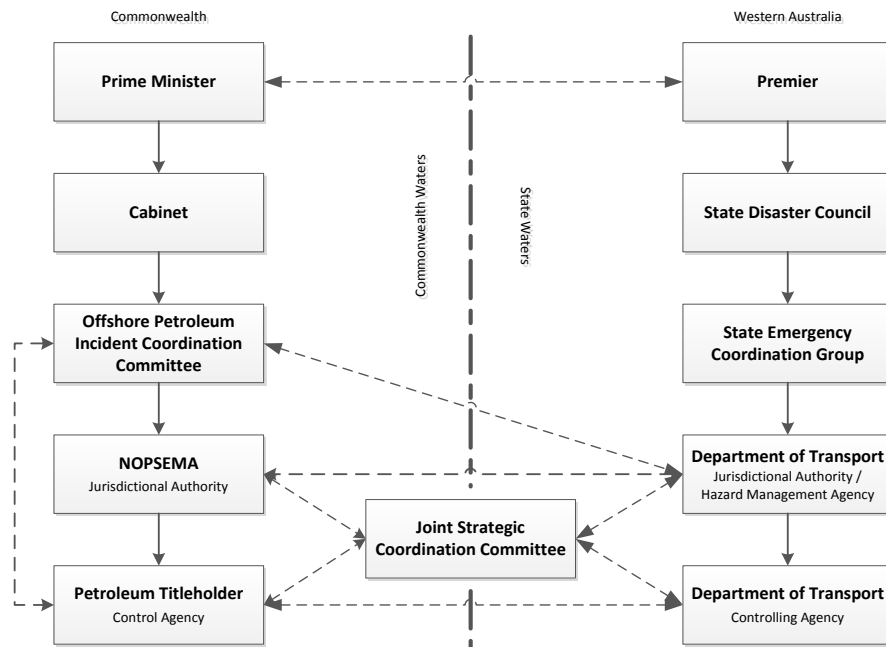 Commonwealth
Western Australia
Prime Minister
Premier
Cabinet
Commonwealth Waters
State Waters
State Disaster Council
Offshore Petroleum
Incident Coordination
Committee
State Emergency
Coordination Group
NOPSEMA
Jurisdictional Authority
Department of Transport
Jurisdictional Authority /
Hazard Management Agency
Joint Strategic
Coordination Committee
Petroleum Titleholder
Control Agency
Department of Transport
Controlling Agency